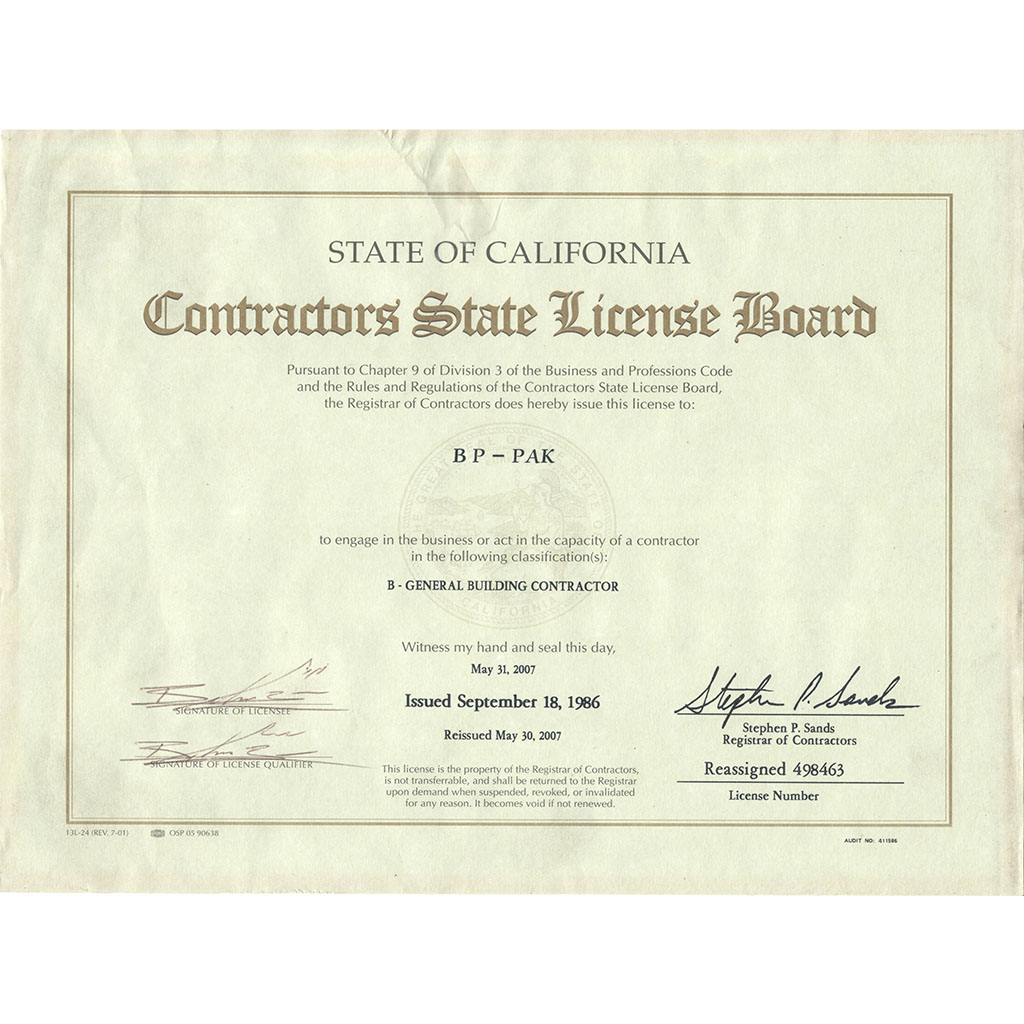 STATE OF CALIFORNIA
Contractors State License Board
Pursuant to Chapter 9 of Division 3 of the Business and Professions Code
and the Rules and Regulations of the Contractors State License Board,
the Registrar of Contractors does hereby issue this license to:
BP – PAK
to engage in the business or act in the capacity of a contractor
in the following classification(s):
B - GENERAL BUILDING CONTRACTOR
CALIFORNIA
Witness my hand and seal this day,
May 31, 2007
Issued September 18, 1986
Reissued May 30, 2007
SIGNATURE OF LICENSEE
SIGNATURE OF LICENSE QUALIFIER
This license is the property of the Registrar of Contractors,
is not transferrable, and shall be returned to the Registrar
upon demand when suspended, revoked, or invalidated
for any reason. It becomes void if not renewed.
Stephen P. Sands
Stephen P. Sands
Registrar of Contractors
Reassigned 498463
License Number
13L-24 (REV. 7-01) OSP 05 90638
AUDIT NO: 411586